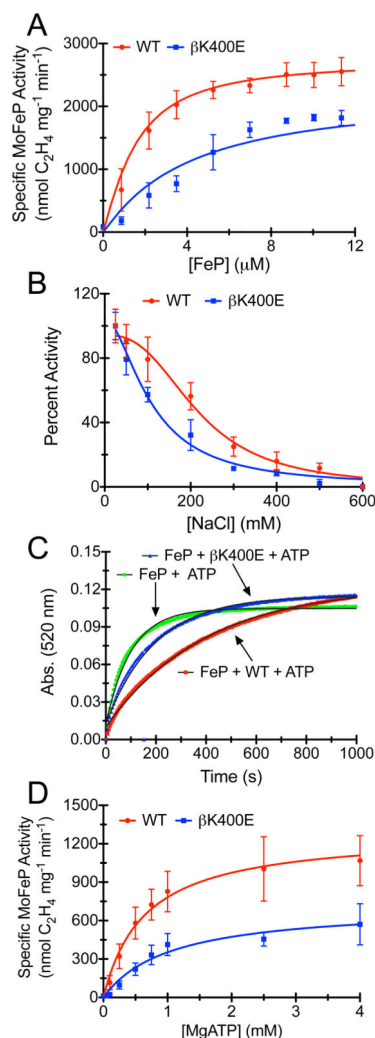 A
WT
βK400E
Specific MoFeP Activity
(nmol C₂H₄ mg⁻¹ min⁻¹)
3000
2000
1000
0
0
4
8
12
[FeP] (μM)
B
WT
βK400E
Percent Activity
120
80
40
0
0
200
400
600
[NaCl] (mM)
C
Abs. (520 nm)
0.15
0.12
0.09
0.06
0.03
0.00
FeP + βK400E + ATP
FeP + ATP
FeP + WT + ATP
0
200
400
600
800
1000
Time (s)
D
WT
βK400E
Specific MoFeP Activity
(nmol C₂H₄ mg⁻¹ min⁻¹)
1500
1200
900
600
300
0
0
1
2
3
4
[MgATP] (mM)